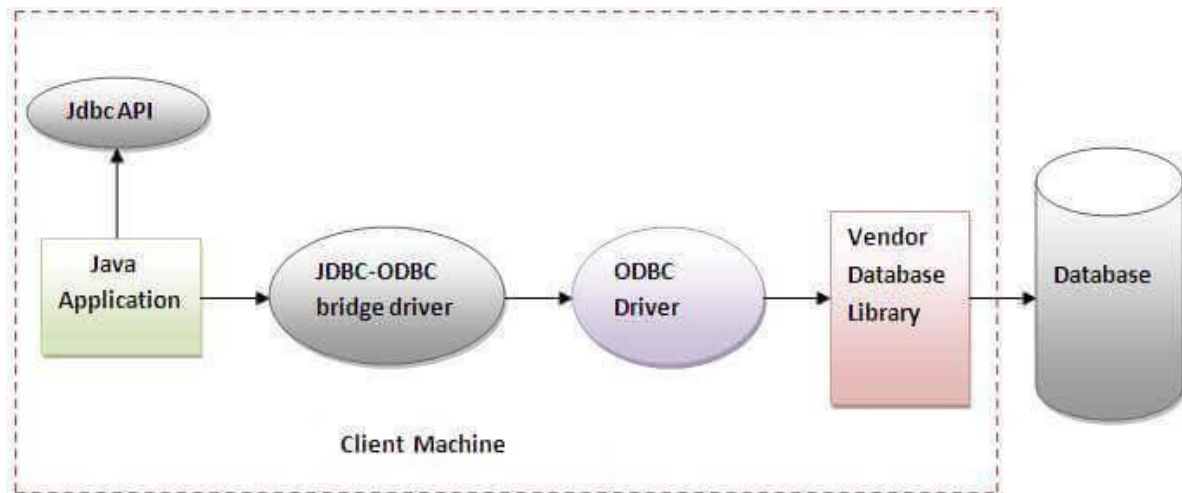 Jdbc API
Java
Application
JDBC-ODBC
bridge driver
ODBC
Driver
Vendor
Database
Library
Database
Client Machine